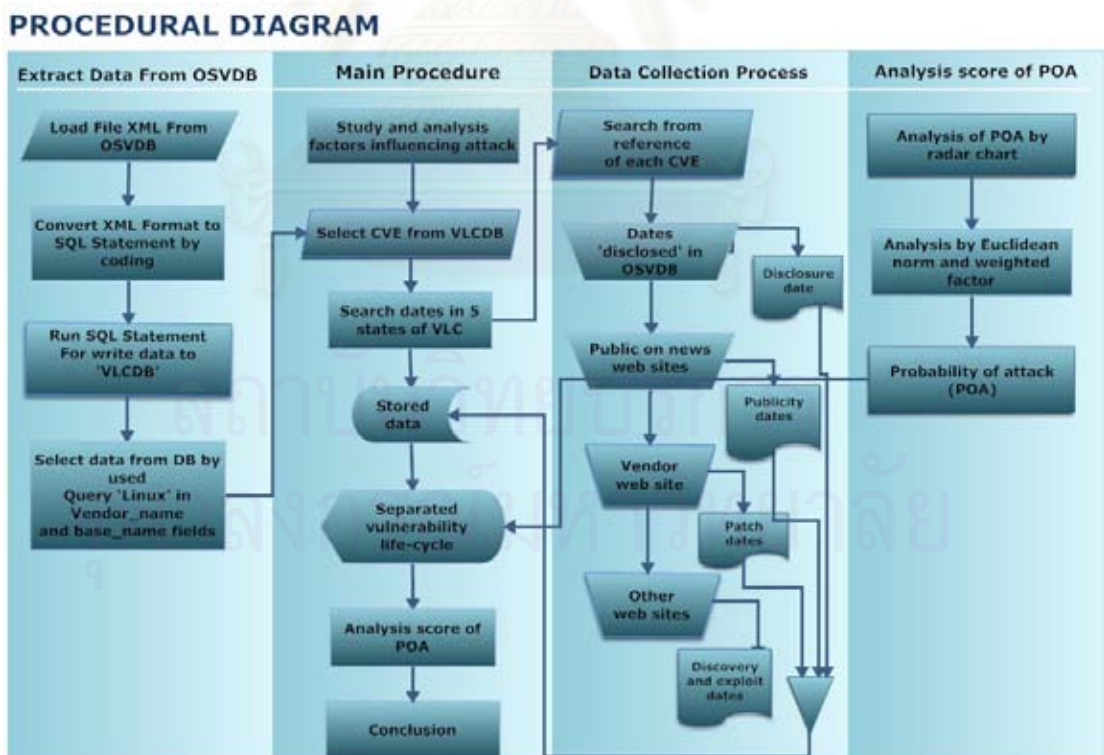 PROCEDURAL DIAGRAM
Extract Data From OSVDB
Load File XML From
OSVDB
Convert XML Format to
SQL Statement by
coding
Run SQL Statement
For write data to
'VLCDB'
Select data from DB by
used
Query 'Linux' in
Vendor_name
and base_name fields
Main Procedure
Study and analysis
factors influencing attack
Select CVE from VLCDB
Search dates in 5
states of VLC
Stored
data
Separated
vulnerability
life-cycle
Analysis score of
POA
Conclusion
Data Collection Process
Search from
reference
of each CVE
Dates
'disclosed' in
OSVDB
Disclosure
date
Public on news
web sites
Publicity
dates
Vendor
web site
Patch
dates
Other
web sites
Discovery
and exploit
dates
Analysis score of POA
Analysis of POA by
radar chart
Analysis by Euclidean
norm and weighted
factor
Probability of attack
(POA)